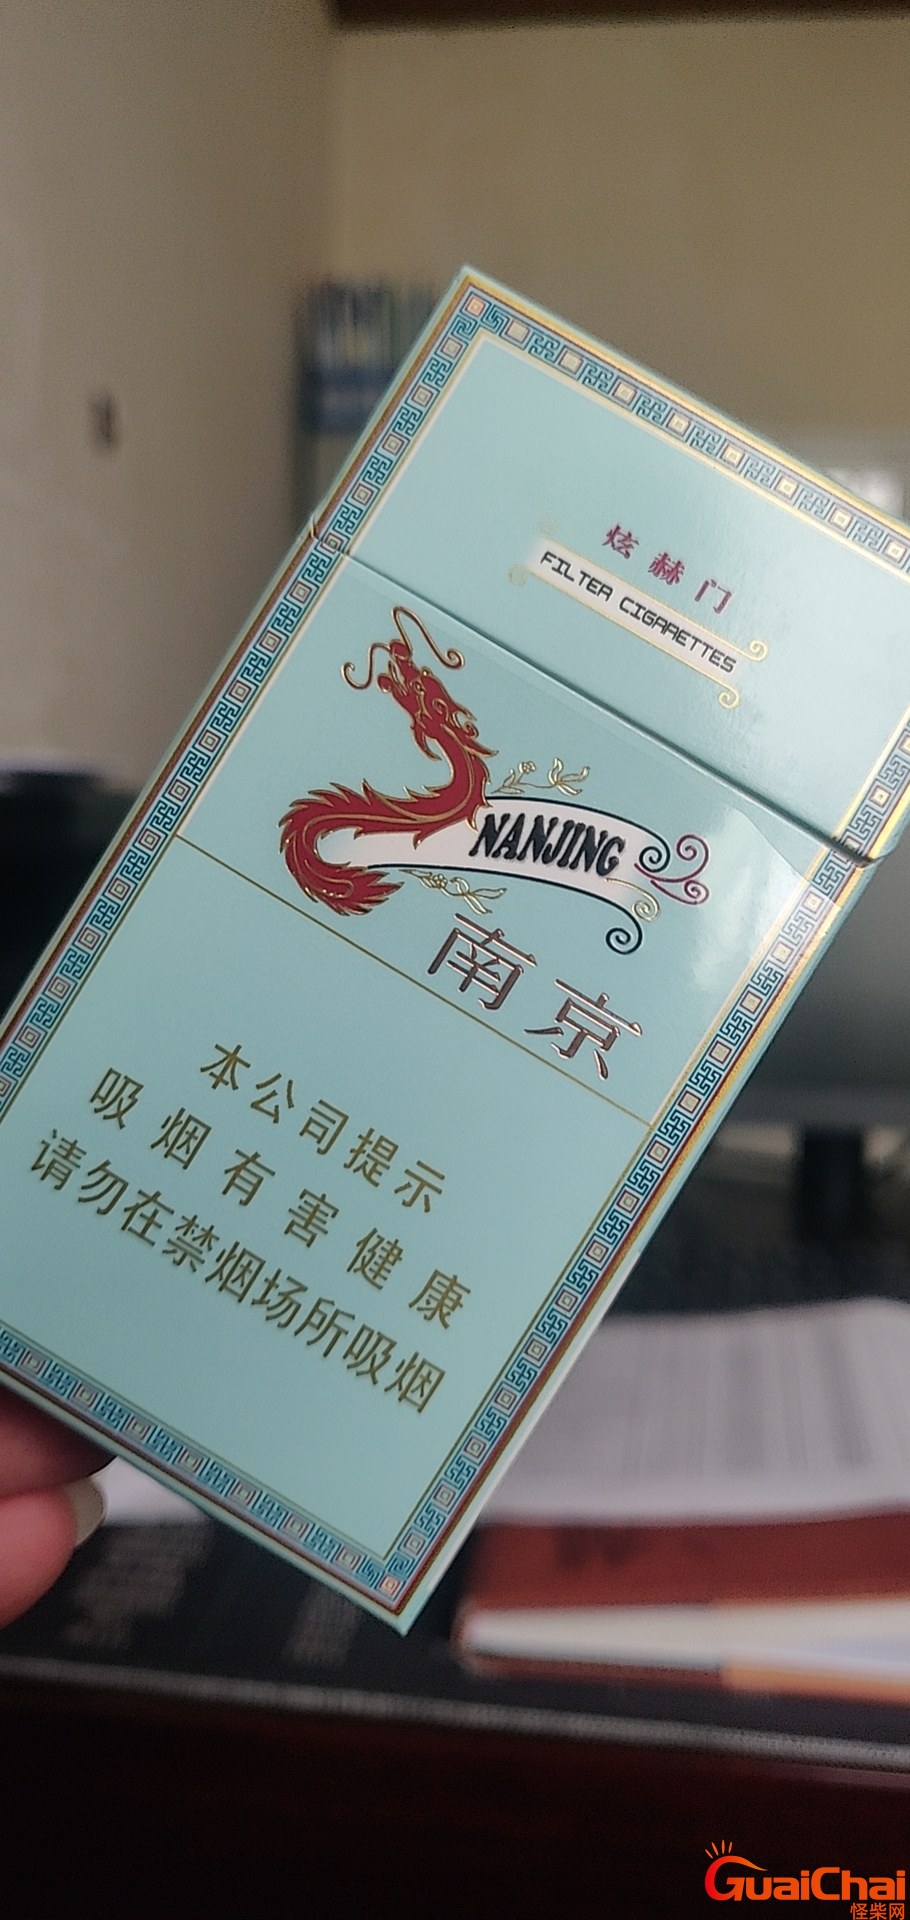 炫赫门
FILTER CIGARETTES
NANJING
南京
本公司提示
吸烟有害健康
请勿在禁烟场所吸烟
GuaiChai
怪柴网